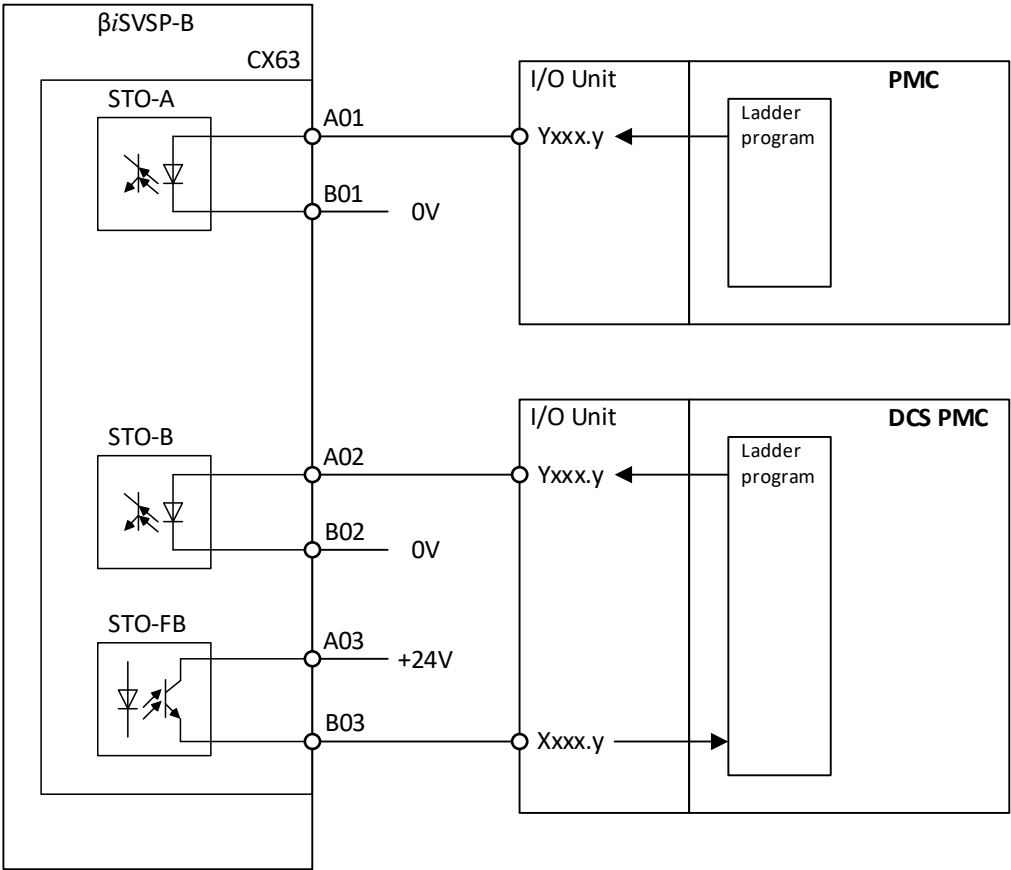 βiSVSP-B
CX63
STO-A
A01
B01
0V
I/O Unit
PMC
Ladder
program
Yxxx.y
STO-B
A02
B02
0V
STO-FB
A03
+24V
B03
I/O Unit
DCS PMC
Ladder
program
Yxxx.y
Xxxx.y